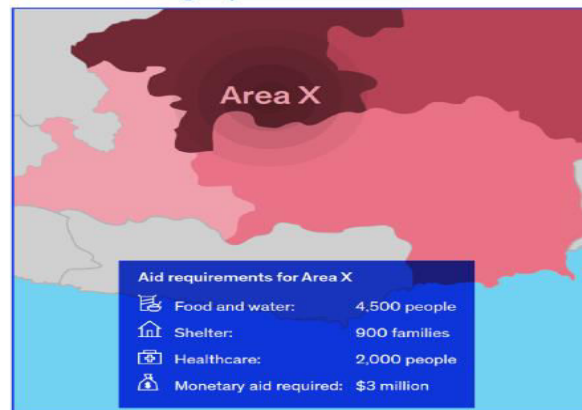 Area X
Aid requirements for Area X
Food and water: 4,500 people
Shelter: 900 families
Healthcare: 2,000 people
Monetary aid required: $3 million